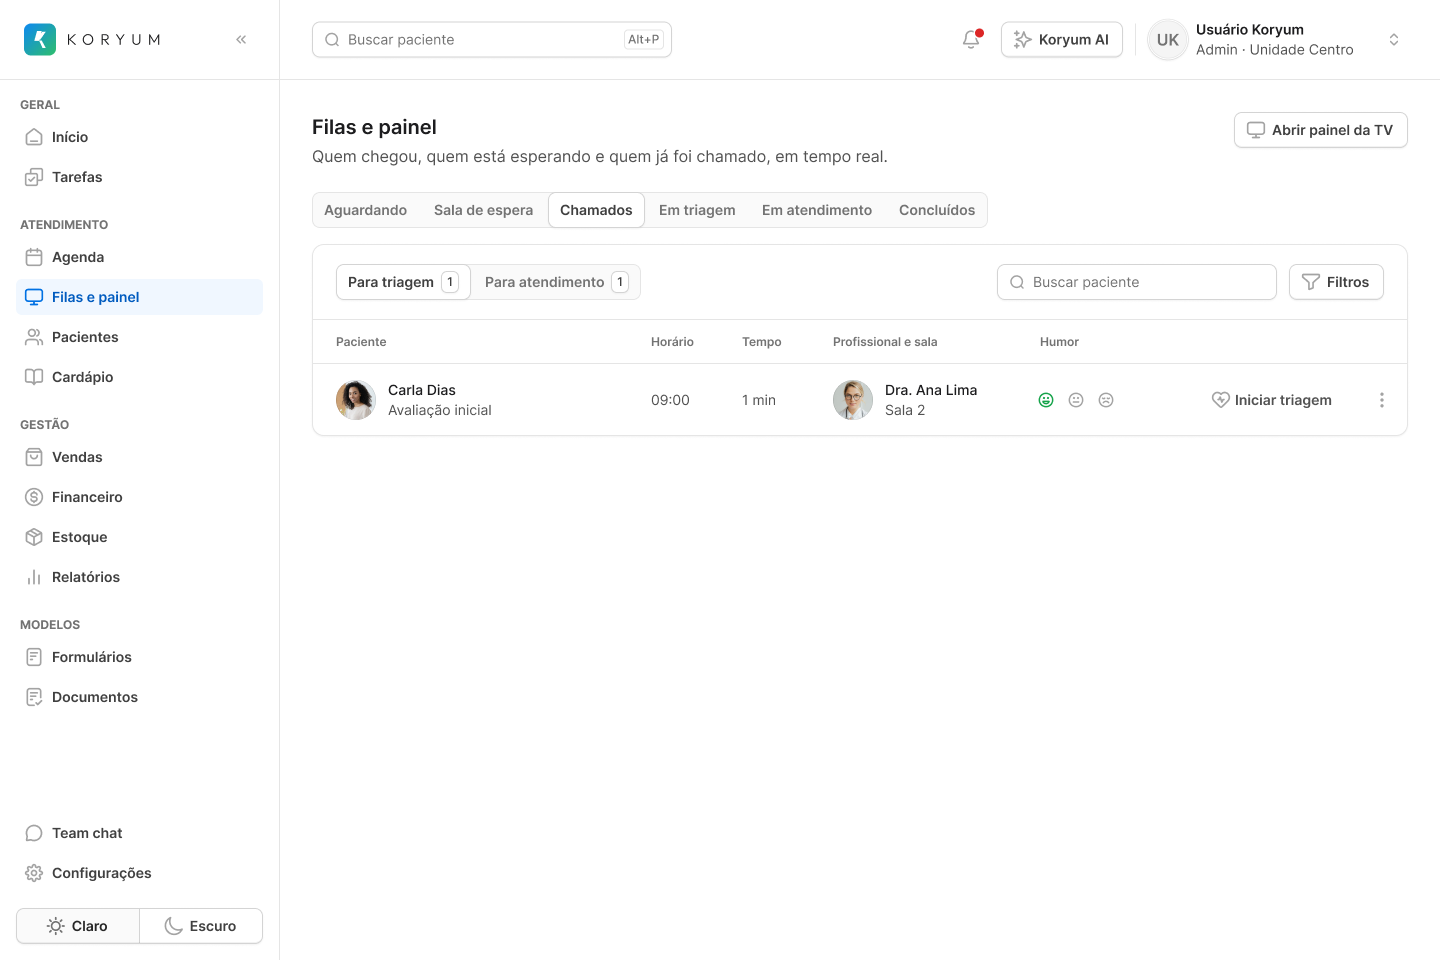 KORYUM
Buscar paciente
Alt+P
Koryum AI
UK
Usuário Koryum
Admin · Unidade Centro
GERAL
Início
Tarefas
ATENDIMENTO
Agenda
Filas e painel
Pacientes
Cardápio
GESTÃO
Vendas
Financeiro
Estoque
Relatórios
MODELOS
Formulários
Documentos
Team chat
Configurações
Claro
Escuro
Filas e painel
Quem chegou, quem está esperando e quem já foi chamado, em tempo real.
Abrir painel da TV
Aguardando
Sala de espera
Chamados
Em triagem
Em atendimento
Concluídos
Para triagem 1
Para atendimento 1
Buscar paciente
Filtros
Paciente
Horário
Tempo
Profissional e sala
Humor
Carla Dias
Avaliação inicial
09:00
1 min
Dra. Ana Lima
Sala 2
Iniciar triagem